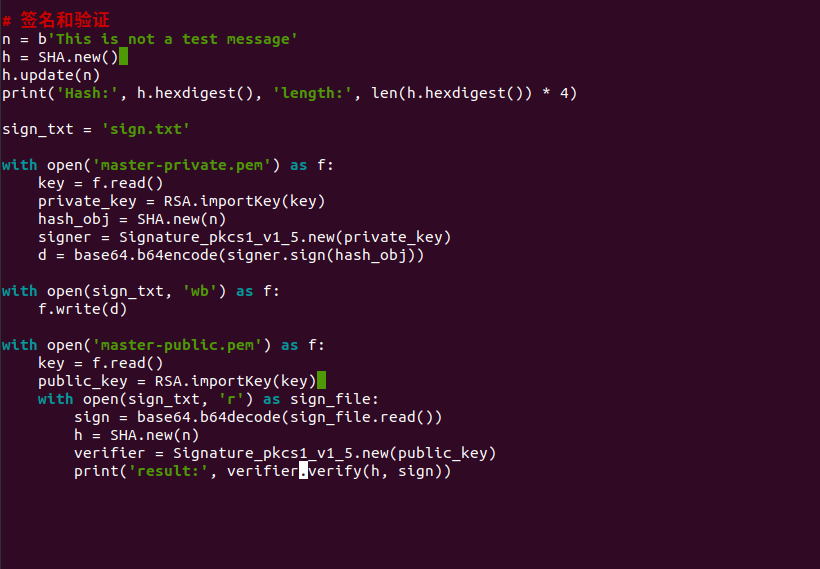 # 签名和验证
n = b'This is not a test message'
h = SHA.new()
h.update(n)
print('Hash:', h.hexdigest(), 'length:', len(h.hexdigest()) * 4)

sign_txt = 'sign.txt'

with open('master-private.pem') as f:
    key = f.read()
    private_key = RSA.importKey(key)
    hash_obj = SHA.new(n)
    signer = Signature_pkcs1_v1_5.new(private_key)
    d = base64.b64encode(signer.sign(hash_obj))

with open(sign_txt, 'wb') as f:
    f.write(d)

with open('master-public.pem') as f:
    key = f.read()
    public_key = RSA.importKey(key)
    with open(sign_txt, 'r') as sign_file:
        sign = base64.b64decode(sign_file.read())
        h = SHA.new(n)
        verifier = Signature_pkcs1_v1_5.new(public_key)
        print('result:', verifier.verify(h, sign))